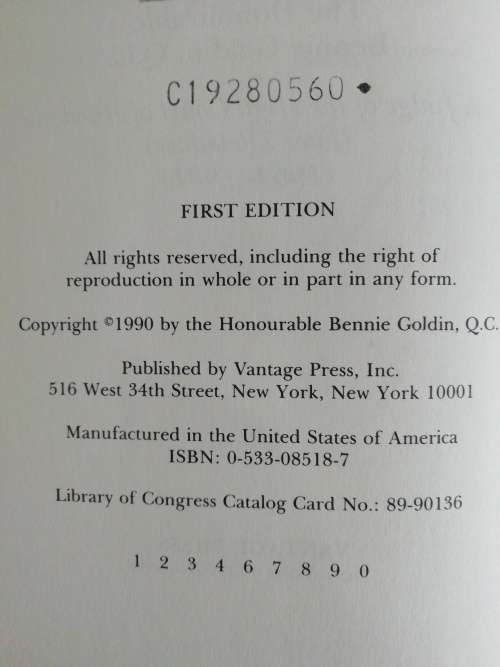 C19280560
FIRST EDITION
All rights reserved, including the right of
reproduction in whole or in part in any form.
Copyright ©1990 by the Honourable Bennie Goldin, Q.C.
Published by Vantage Press, Inc.
516 West 34th Street, New York, New York 10001
Manufactured in the United States of America
ISBN: 0-533-08518-7
Library of Congress Catalog Card No.: 89-90136
1 2 3 4 6 7 8 9 0